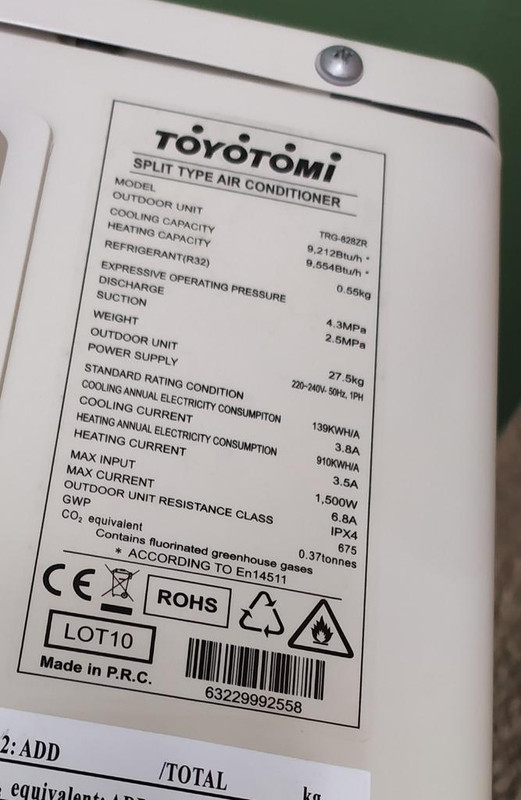 TOYOTOMI
SPLIT TYPE AIR CONDITIONER
MODEL
OUTDOOR UNIT TRG-828ZR
COOLING CAPACITY 9,212Btu/h *
HEATING CAPACITY 9,554Btu/h *
REFRIGERANT(R32) 0.55kg
EXPRESSIVE OPERATING PRESSURE
DISCHARGE 4.3MPa
SUCTION 2.5MPa
WEIGHT
OUTDOOR UNIT 27.5kg
POWER SUPPLY 220~240V- 50Hz, 1PH
STANDARD RATING CONDITION
COOLING ANNUAL ELECTRICITY CONSUMPITON 139KWH/A
COOLING CURRENT 3.8A
HEATING ANNUAL ELECTRICITY CONSUMPTION 910KWH/A
HEATING CURRENT 3.5A
MAX INPUT 1,500W
MAX CURRENT 6.8A
OUTDOOR UNIT RESISTANCE CLASS IPX4
GWP 675
CO₂ equivalent 0.37tonnes
Contains fluorinated greenhouse gases
* ACCORDING TO En14511
CE ROHS
LOT10
Made in P.R.C.
63229992558
2: ADD /TOTAL kg
equivalent: ADD